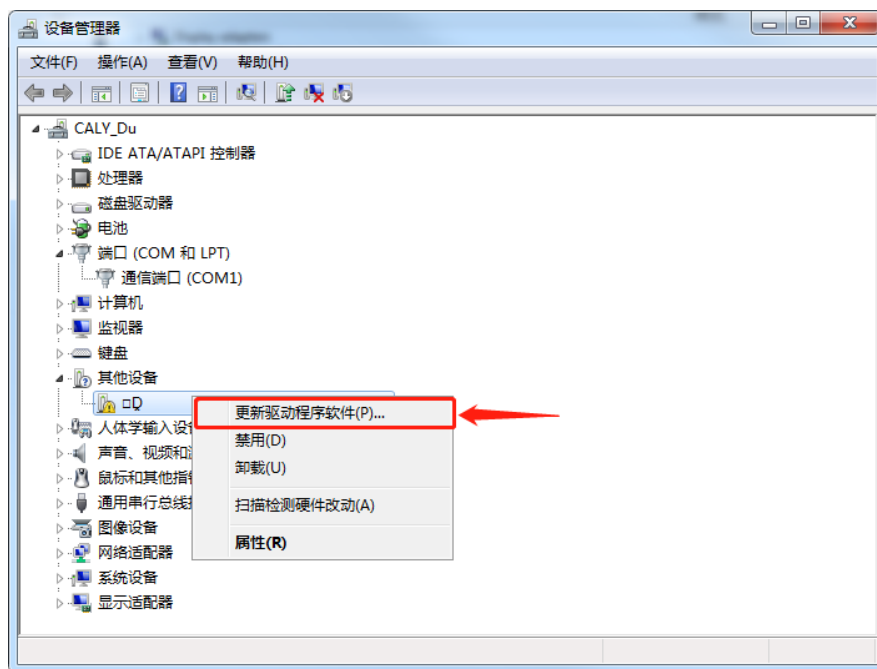 设备管理器
文件(F) 操作(A) 查看(V) 帮助(H)
CALY_Du
IDE ATA/ATAPI 控制器
处理器
磁盘驱动器
电池
端口 (COM 和 LPT)
通信端口 (COM1)
计算机
监视器
键盘
其他设备
更新驱动程序软件(P)...
禁用(D)
卸载(U)
扫描检测硬件改动(A)
属性(R)
人体学输入设
声音、视频和
鼠标和其他指
通用串行总线
图像设备
网络适配器
系统设备
显示适配器